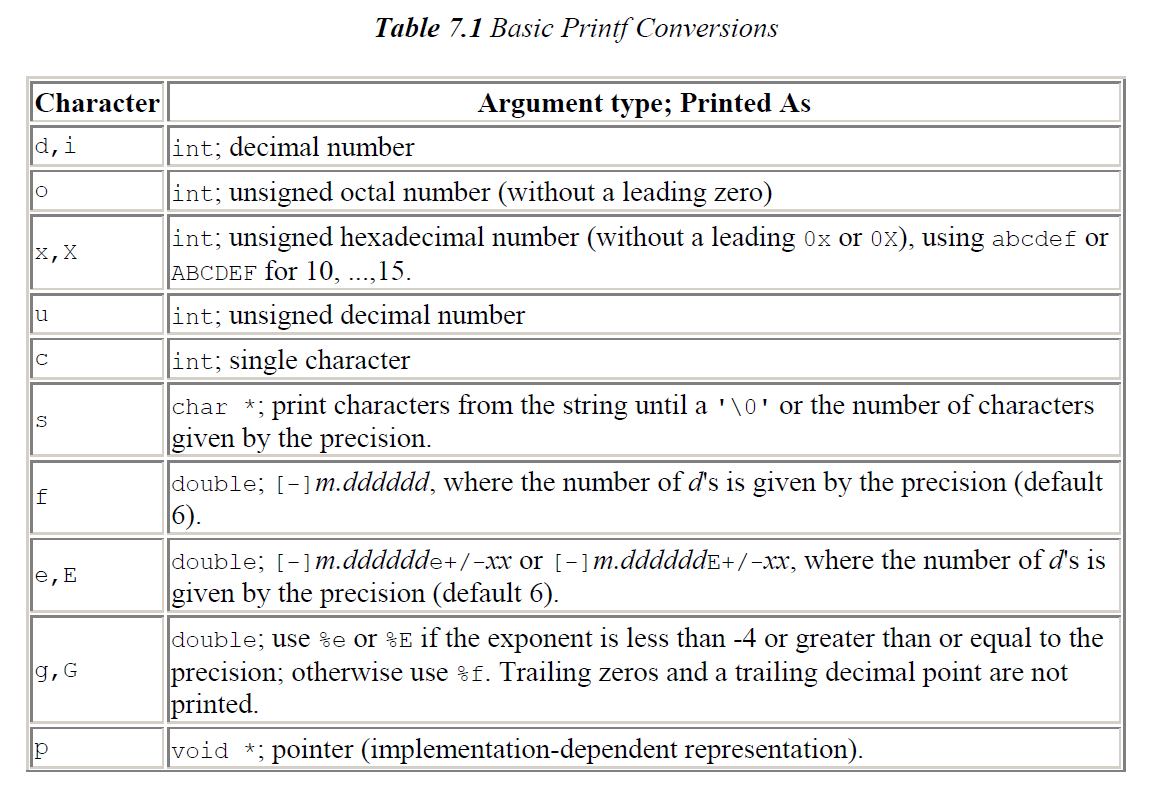 Table 7.1 Basic Printf Conversions
Character Argument type; Printed As
d,i int; decimal number
o int; unsigned octal number (without a leading zero)
x,X int; unsigned hexadecimal number (without a leading 0x or 0X), using abcdef or
ABCDEF for 10, ...,15.
u int; unsigned decimal number
c int; single character
s char *; print characters from the string until a '\0' or the number of characters
given by the precision.
f double; [-]m.dddddd, where the number of d's is given by the precision (default
6).
e,E double; [-]m.dddddde+/-xx or [-]m.ddddddE+/-xx, where the number of d's is
given by the precision (default 6).
g,G double; use %e or %E if the exponent is less than -4 or greater than or equal to the
precision; otherwise use %f. Trailing zeros and a trailing decimal point are not
printed.
p void *; pointer (implementation-dependent representation).